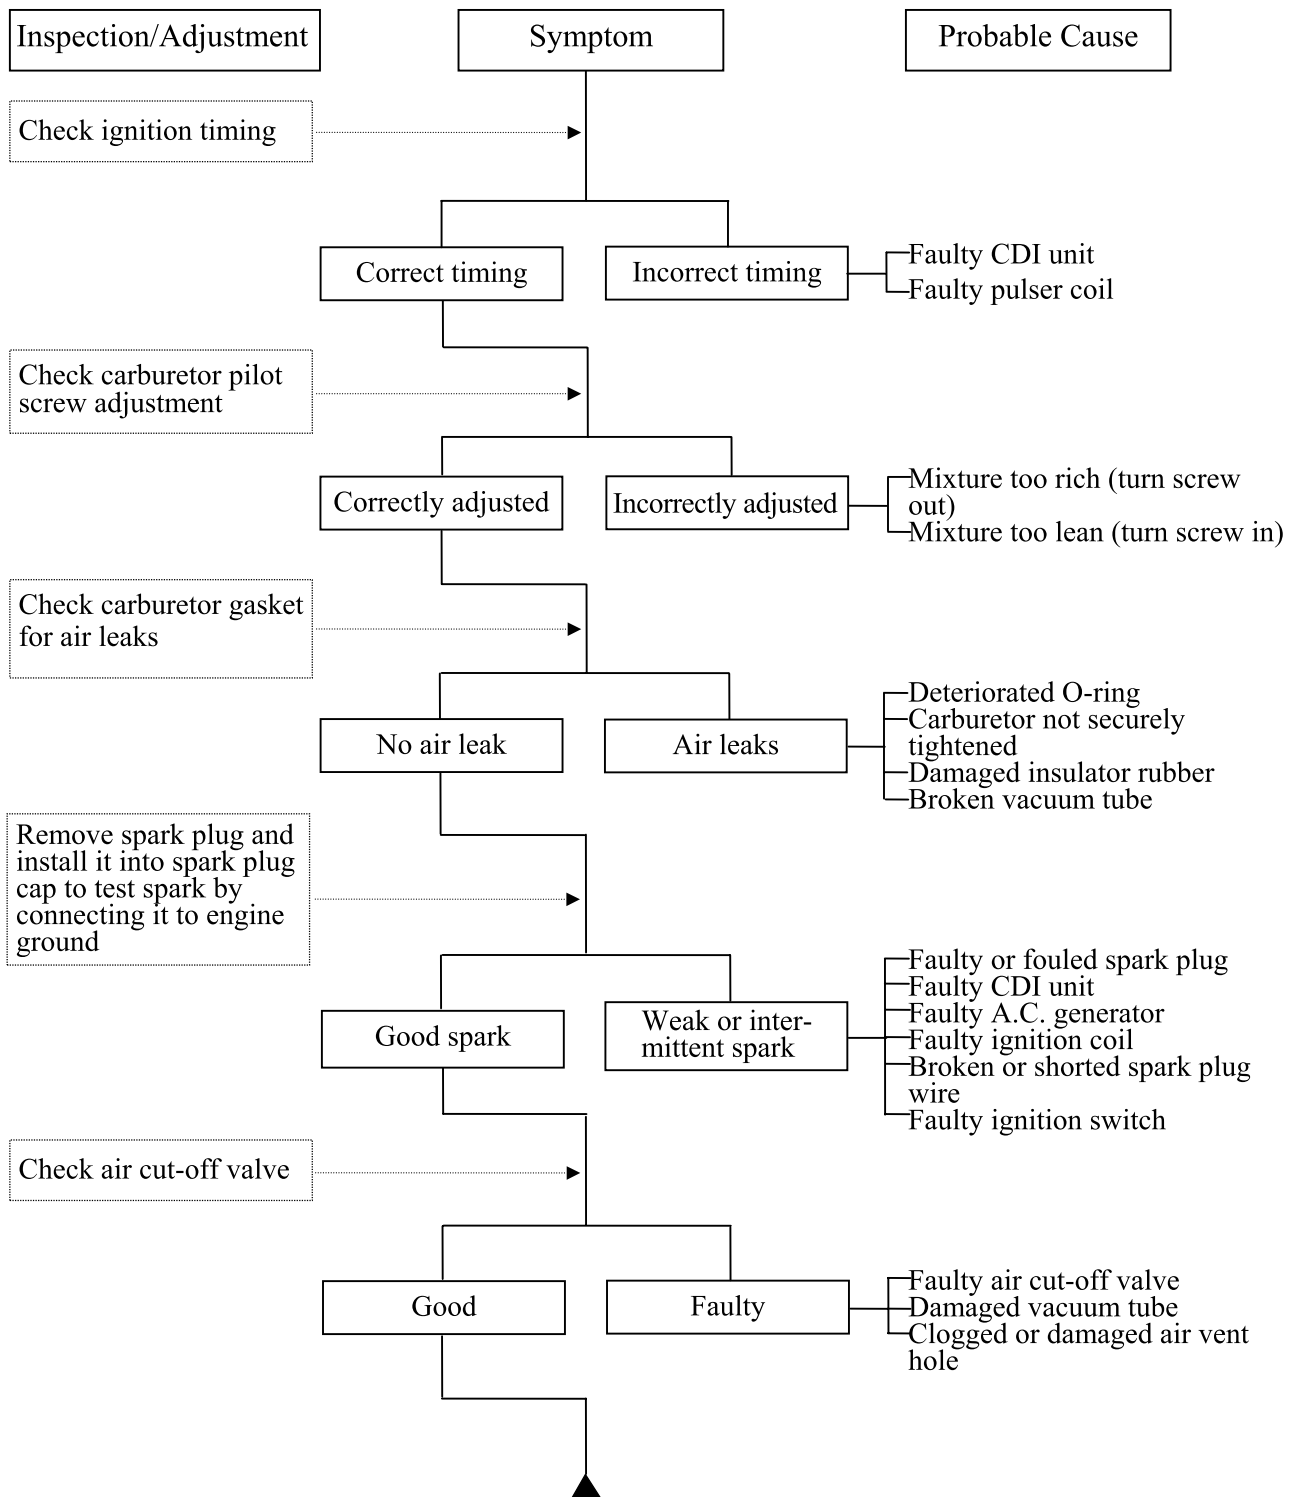 Inspection/Adjustment
Symptom
Probable Cause
Check ignition timing
Correct timing
Incorrect timing
Faulty CDI unit
Faulty pulser coil
Check carburetor pilot
screw adjustment
Correctly adjusted
Incorrectly adjusted
Mixture too rich (turn screw
out)
Mixture too lean (turn screw in)
Check carburetor gasket
for air leaks
No air leak
Air leaks
Deteriorated O-ring
Carburetor not securely
tightened
Damaged insulator rubber
Broken vacuum tube
Remove spark plug and
install it into spark plug
cap to test spark by
connecting it to engine
ground
Good spark
Weak or inter-
mittent spark
Faulty or fouled spark plug
Faulty CDI unit
Faulty A.C. generator
Faulty ignition coil
Broken or shorted spark plug
wire
Faulty ignition switch
Check air cut-off valve
Good
Faulty
Faulty air cut-off valve
Damaged vacuum tube
Clogged or damaged air vent
hole